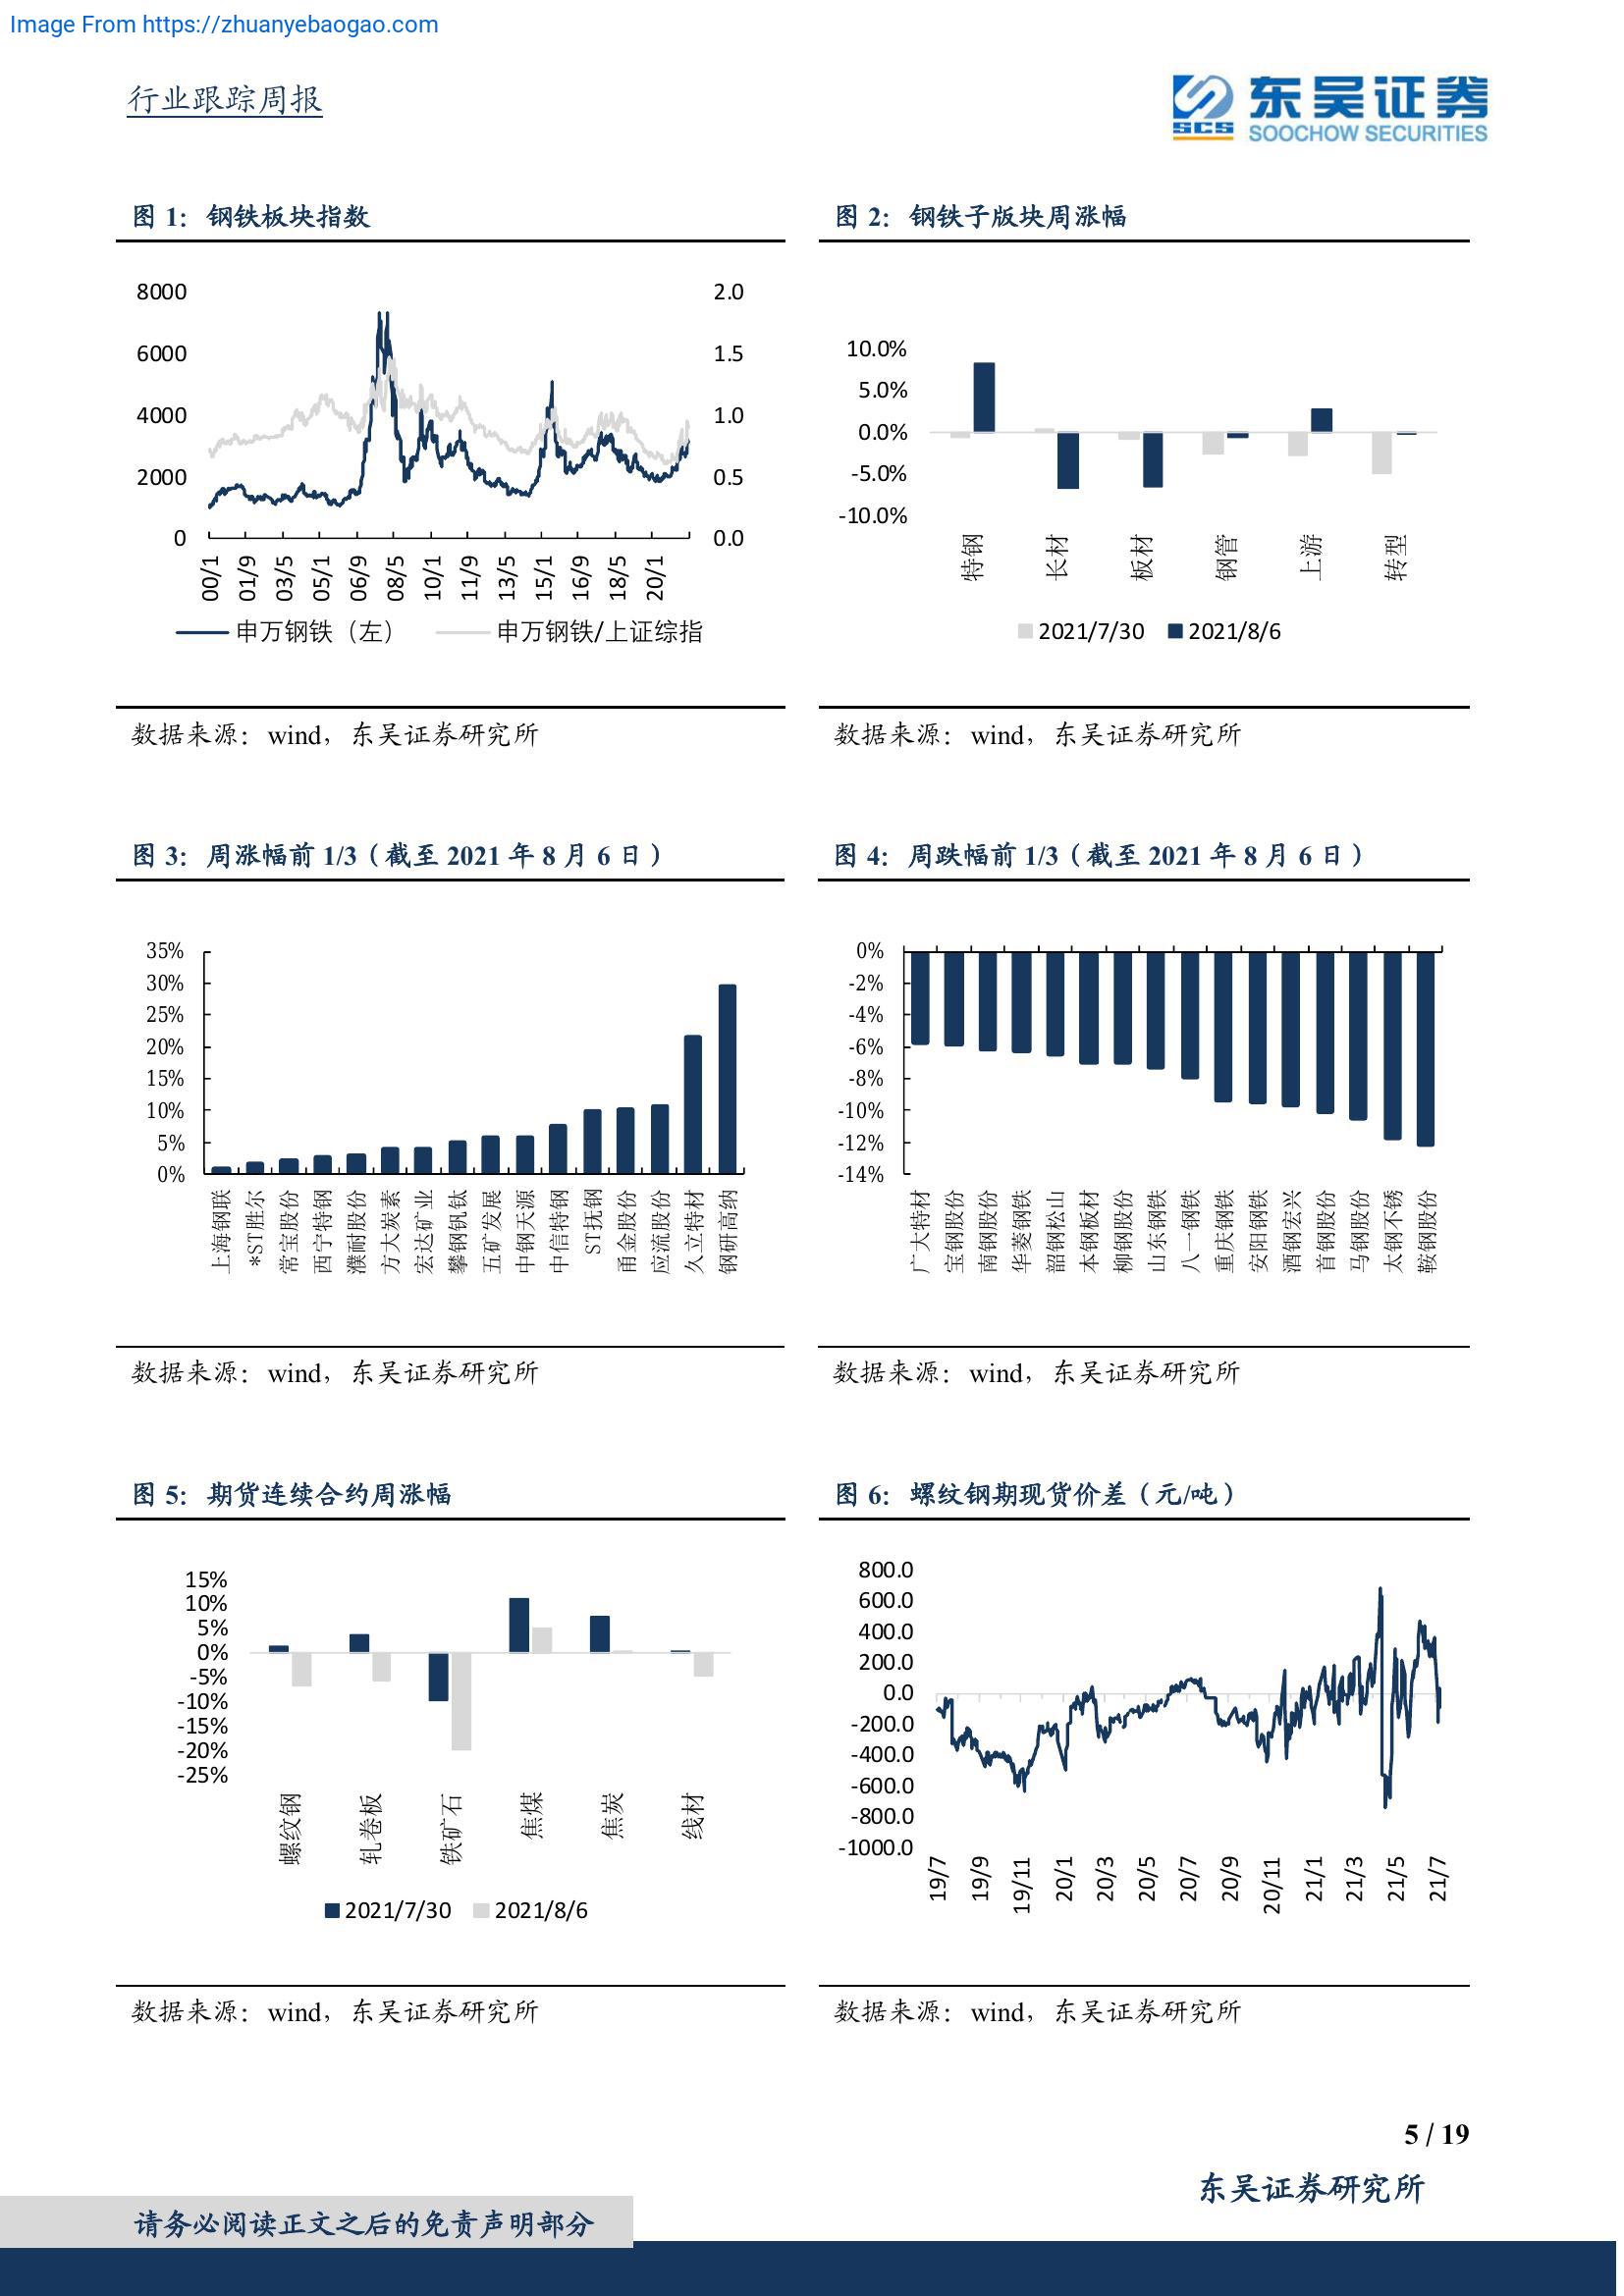 Image From https://zhuanyebaogao.com
行业跟踪周报
SCS
东吴证券
SOOCHOW SECURITIES
图 1：钢铁板块指数
8000
6000
4000
2000
0
2.0
1.5
1.0
0.5
0.0
00/1 01/9 03/5 05/1 06/9 08/5 10/1 11/9 13/5 15/1 16/9 18/5 20/1
申万钢铁（左） 申万钢铁/上证综指
数据来源：wind，东吴证券研究所
图 2：钢铁子版块周涨幅
10.0%
5.0%
0.0%
-5.0%
-10.0%
特钢 长材 板材 钢管 上游 转型
2021/7/30 2021/8/6
数据来源：wind，东吴证券研究所
图 3：周涨幅前 1/3（截至 2021 年 8 月 6 日）
35%
30%
25%
20%
15%
10%
5%
0%
上海钢联 *ST胜尔 常宝股份 西宁特钢 濮耐股份 方大炭素 宏达矿业 攀钢钒钛 五矿发展 中钢天源 中信特钢 ST抚钢 甬金股份 应流股份 久立特材 钢研高纳
数据来源：wind，东吴证券研究所
图 4：周跌幅前 1/3（截至 2021 年 8 月 6 日）
0%
-2%
-4%
-6%
-8%
-10%
-12%
-14%
广大特材 宝钢股份 南钢股份 华菱钢铁 韶钢松山 本钢板材 柳钢股份 山东钢铁 八一钢铁 重庆钢铁 安阳钢铁 酒钢宏兴 首钢股份 马钢股份 太钢不锈 鞍钢股份
数据来源：wind，东吴证券研究所
图 5：期货连续合约周涨幅
15%
10%
5%
0%
-5%
-10%
-15%
-20%
-25%
螺纹钢 轧卷板 铁矿石 焦煤 焦炭 线材
2021/7/30 2021/8/6
数据来源：wind，东吴证券研究所
图 6：螺纹钢期现货价差（元/吨）
800.0
600.0
400.0
200.0
0.0
-200.0
-400.0
-600.0
-800.0
-1000.0
19/7 19/9 19/11 20/1 20/3 20/5 20/7 20/9 20/11 21/1 21/3 21/5 21/7
数据来源：wind，东吴证券研究所
5 / 19
东吴证券研究所
请务必阅读正文之后的免责声明部分